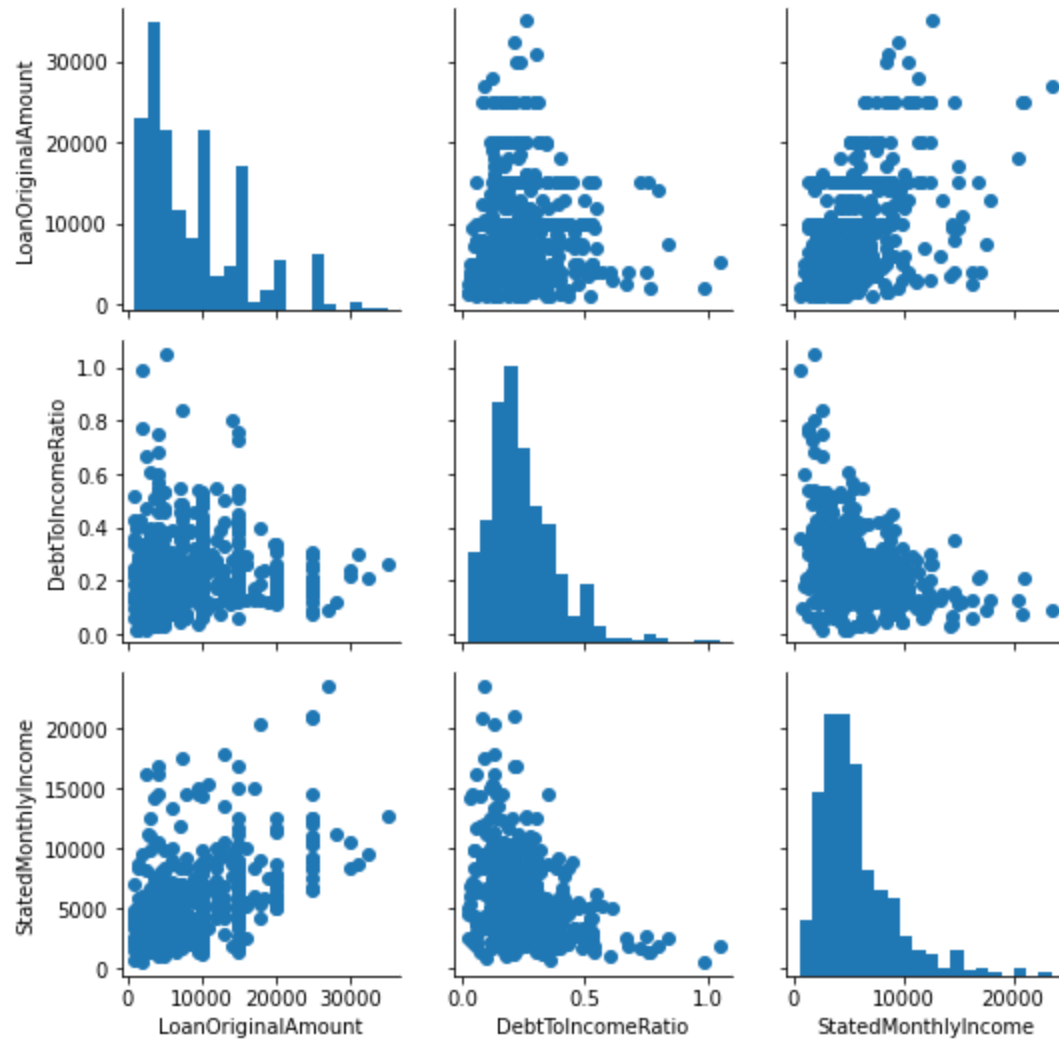 LoanOriginalAmount
30000
20000
10000
0
DebtToIncomeRatio
1.0
0.8
0.6
0.4
0.2
0.0
StatedMonthlyIncome
20000
15000
10000
5000
0
0 10000 20000 30000
LoanOriginalAmount
0.0 0.5 1.0
DebtToIncomeRatio
0 10000 20000
StatedMonthlyIncome